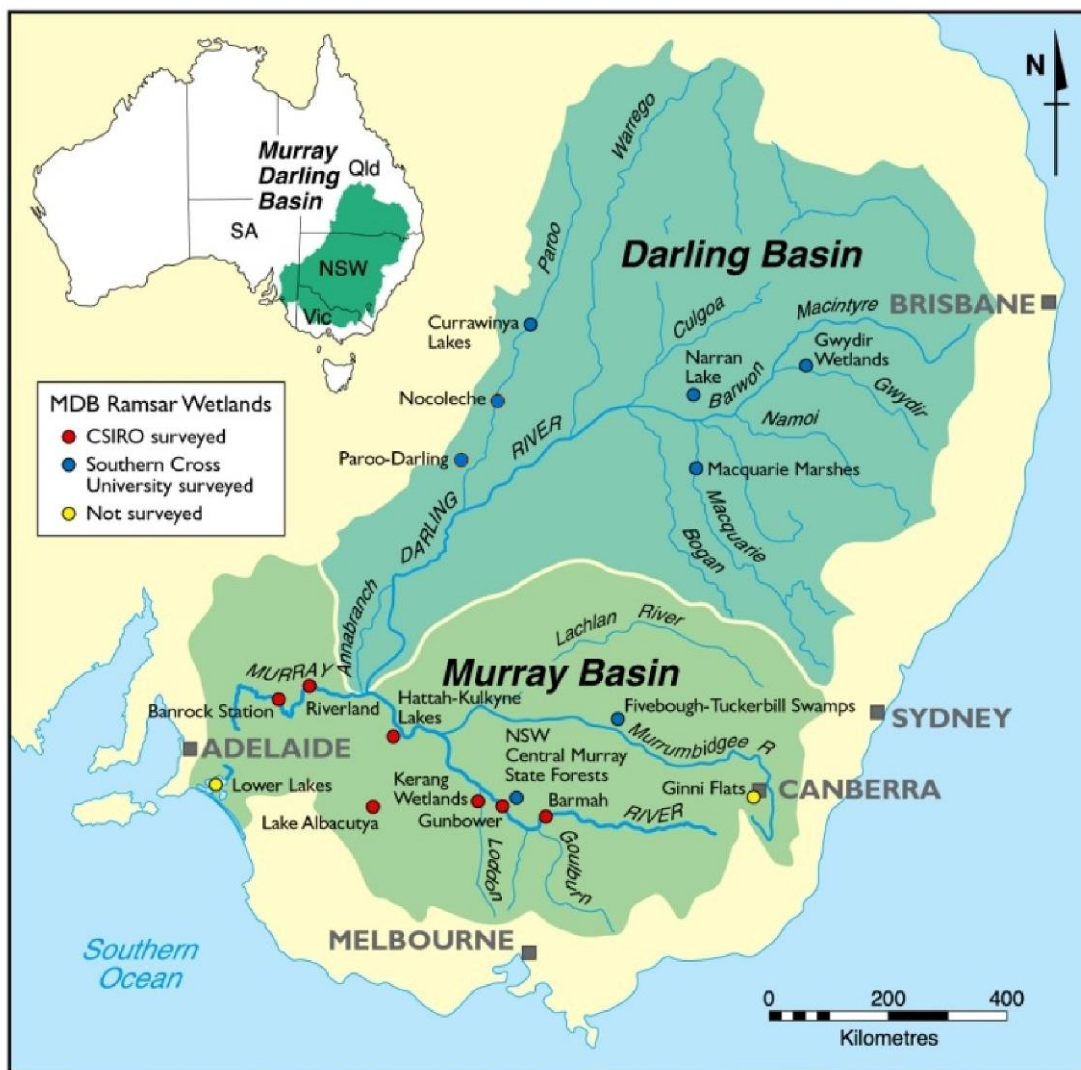 N
Murray
Darling
Basin
Qld
SA
NSW
Vic
MDB Ramsar Wetlands
CSIRO surveyed
Southern Cross
University surveyed
Not surveyed
Warrego
Paroo
Darling Basin
BRISBANE
Currawinya
Lakes
Culgoa
Macintyre
Narran
Lake
Barwon
Gwydir
Wetlands
Gwydir
Nocoleche
RIVER
Namoi
Paroo-Darling
Macquarie Marshes
DARLING
Macquarie
Bogan
Annabranch
Lachlan River
Murray Basin
MURRAY
Banrock Station
Riverland
Hattah-Kulkyne
Lakes
Fivebough-Tuckerbill Swamps
SYDNEY
ADELAIDE
NSW
Central Murray
State Forests
Murrumbidgee R
Lower Lakes
Kerang
Wetlands
Ginni Flats
CANBERRA
Lake Albacutya
Gunbower
Barmah
RIVER
Loddon
Goulburn
MELBOURNE
Southern
Ocean
0 200 400
Kilometres